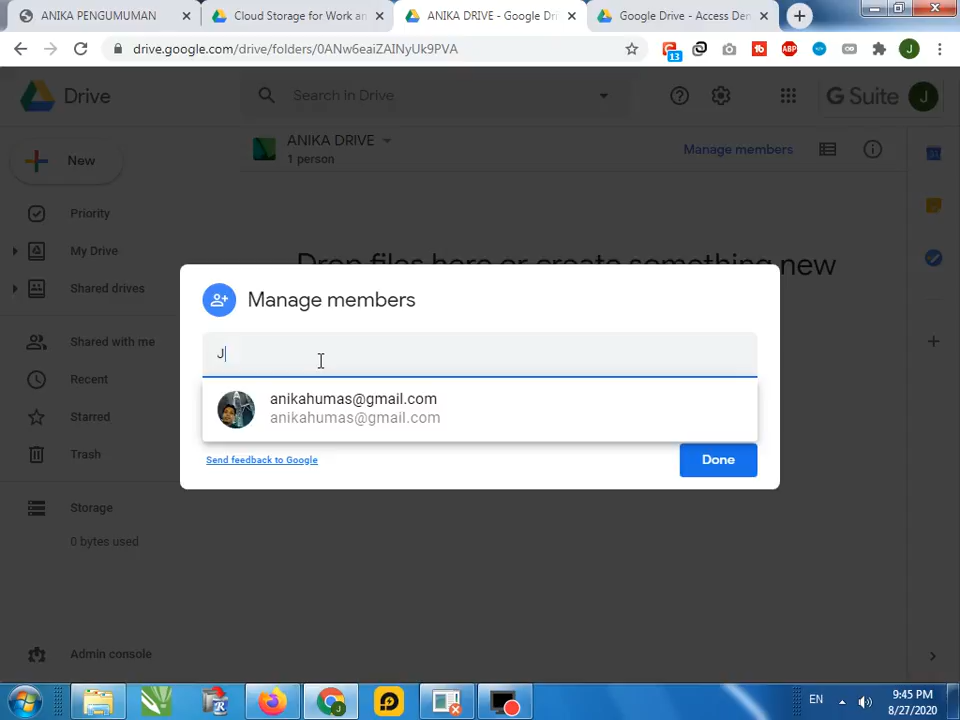 ANIKA PENGUMUMAN
Cloud Storage for Work an
ANIKA DRIVE - Google Dri
Google Drive - Access Den
drive.google.com/drive/folders/0ANw6eaiZAINyUk9PVA
13
ABP
J
Drive
Search in Drive
G Suite
J
New
ANIKA DRIVE
1 person
Manage members
Priority
My Drive
Shared drives
Shared with me
Recent
Starred
Trash
Storage
0 bytes used
Admin console
Drop files here or create something new
Manage members
J
anikahumas@gmail.com
anikahumas@gmail.com
Send feedback to Google
Done
EN
9:45 PM
8/27/2020